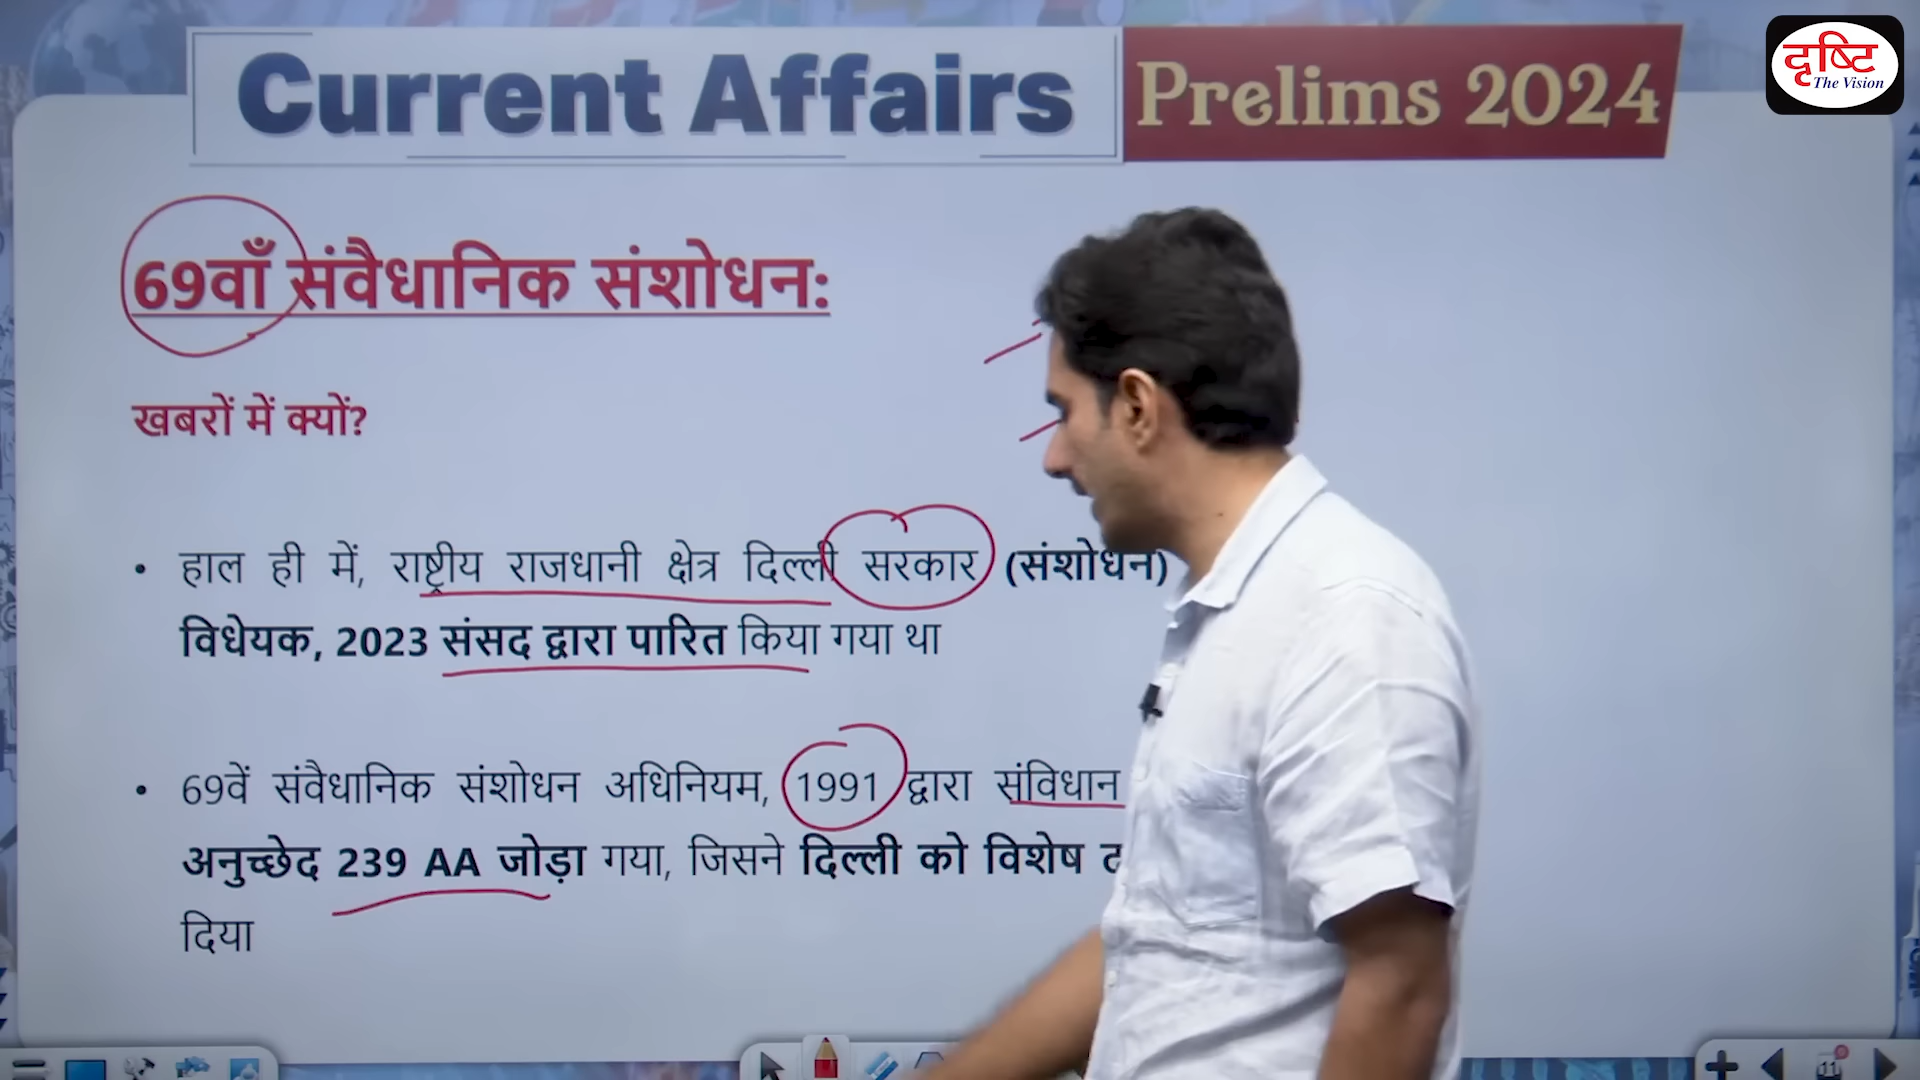 Current Affairs Prelims 2024
दृष्टि
The Vision
69वाँ संवैधानिक संशोधन:
खबरों में क्यों?
• हाल ही में, राष्ट्रीय राजधानी क्षेत्र दिल्ली सरकार (संशोधन)
विधेयक, 2023 संसद द्वारा पारित किया गया था
• 69वें संवैधानिक संशोधन अधिनियम, 1991 द्वारा संविधान
अनुच्छेद 239 AA जोड़ा गया, जिसने दिल्ली को विशेष
दिया
11